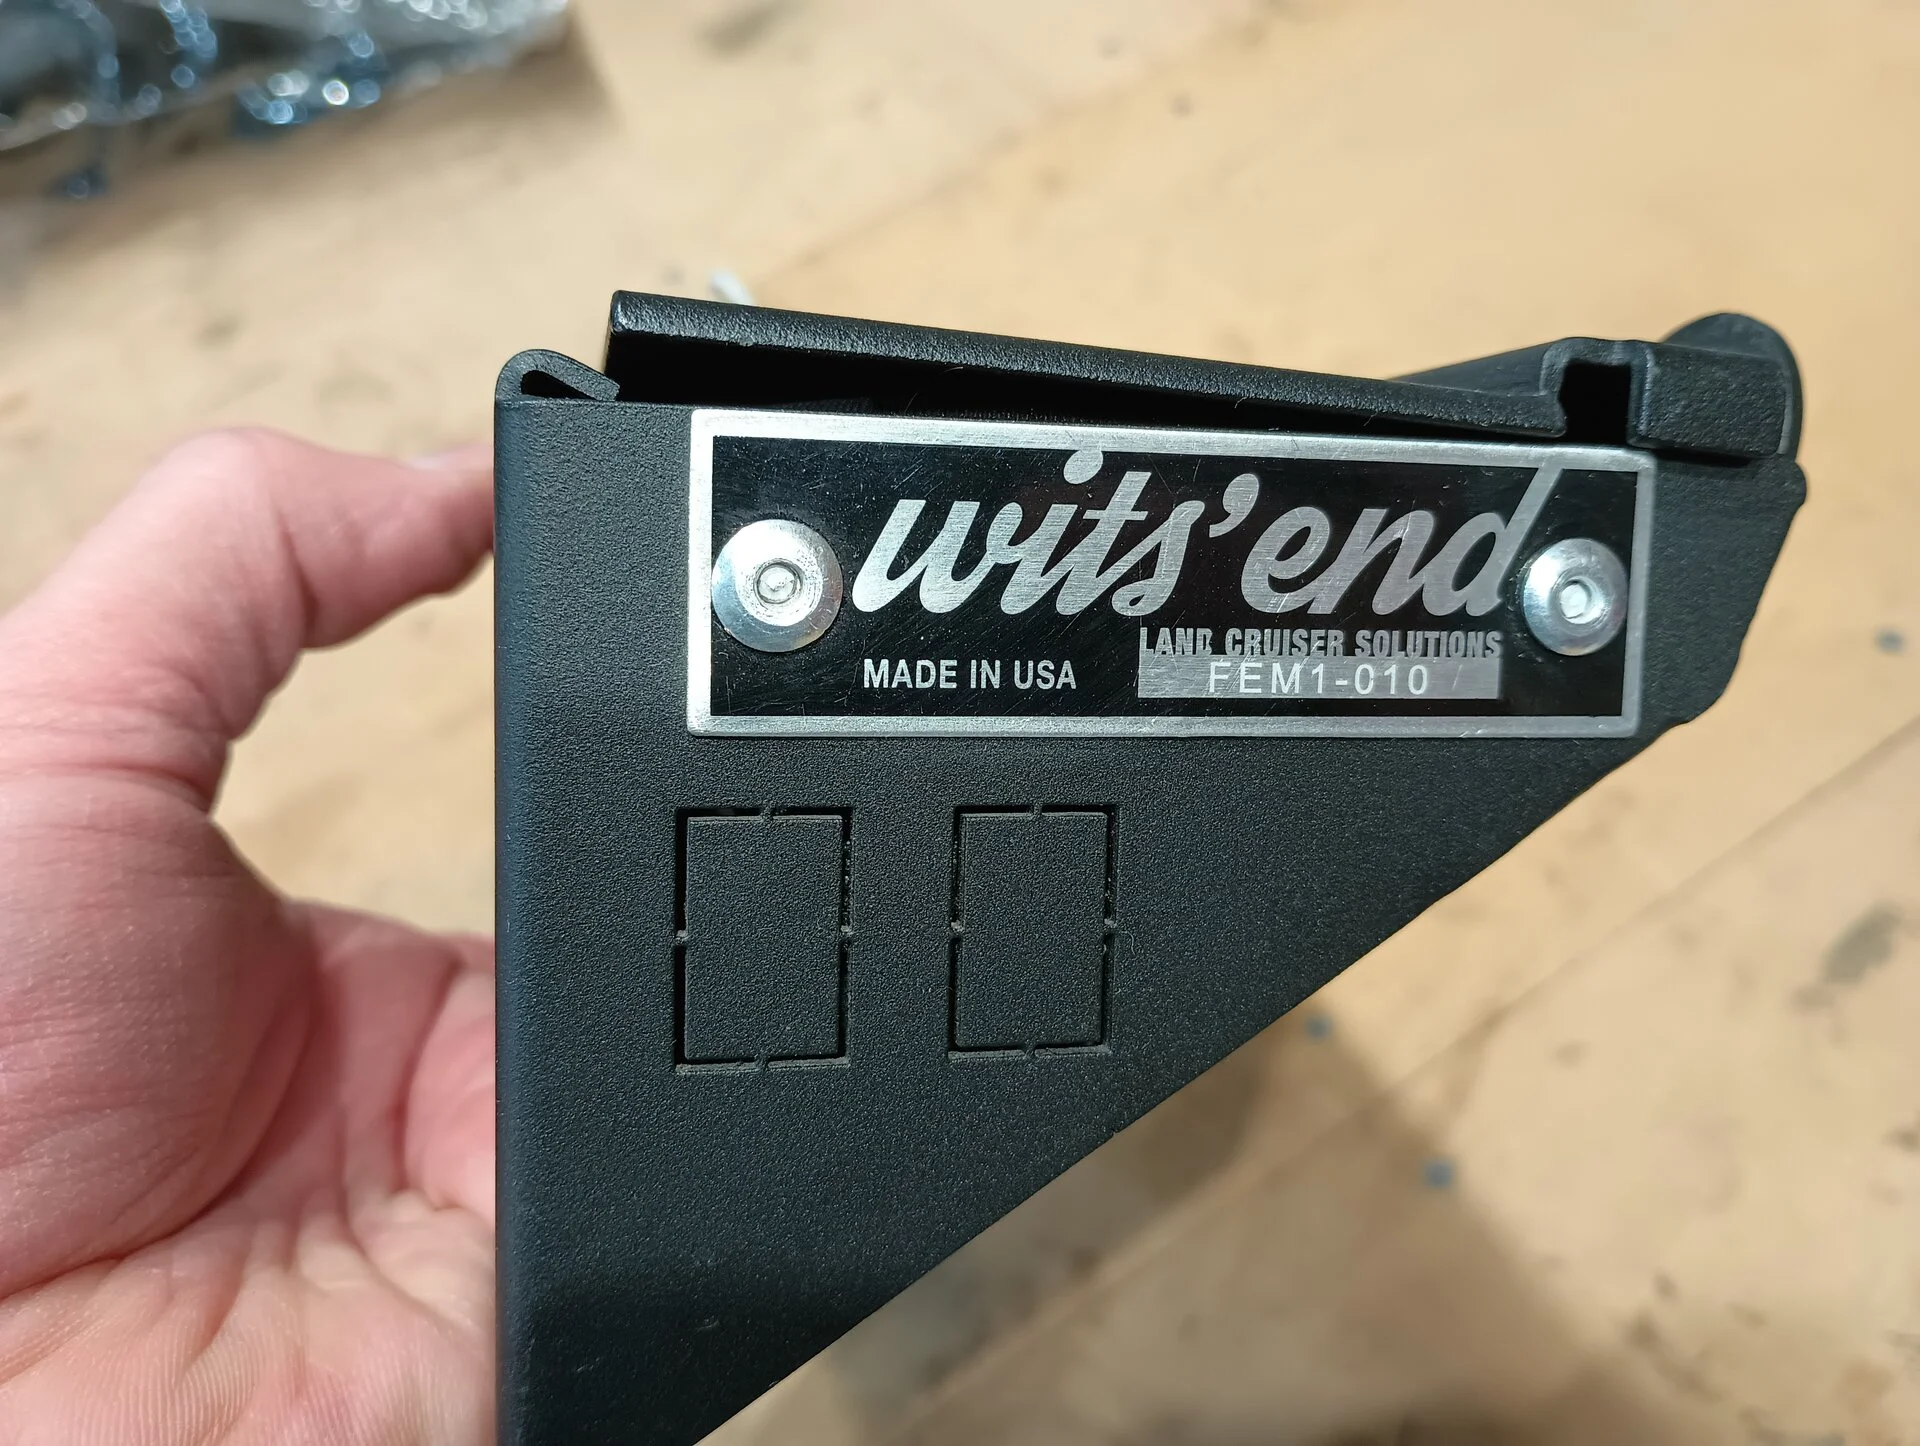 wits'end
LAND CRUISER SOLUTIONS
MADE IN USA
FEM1-010